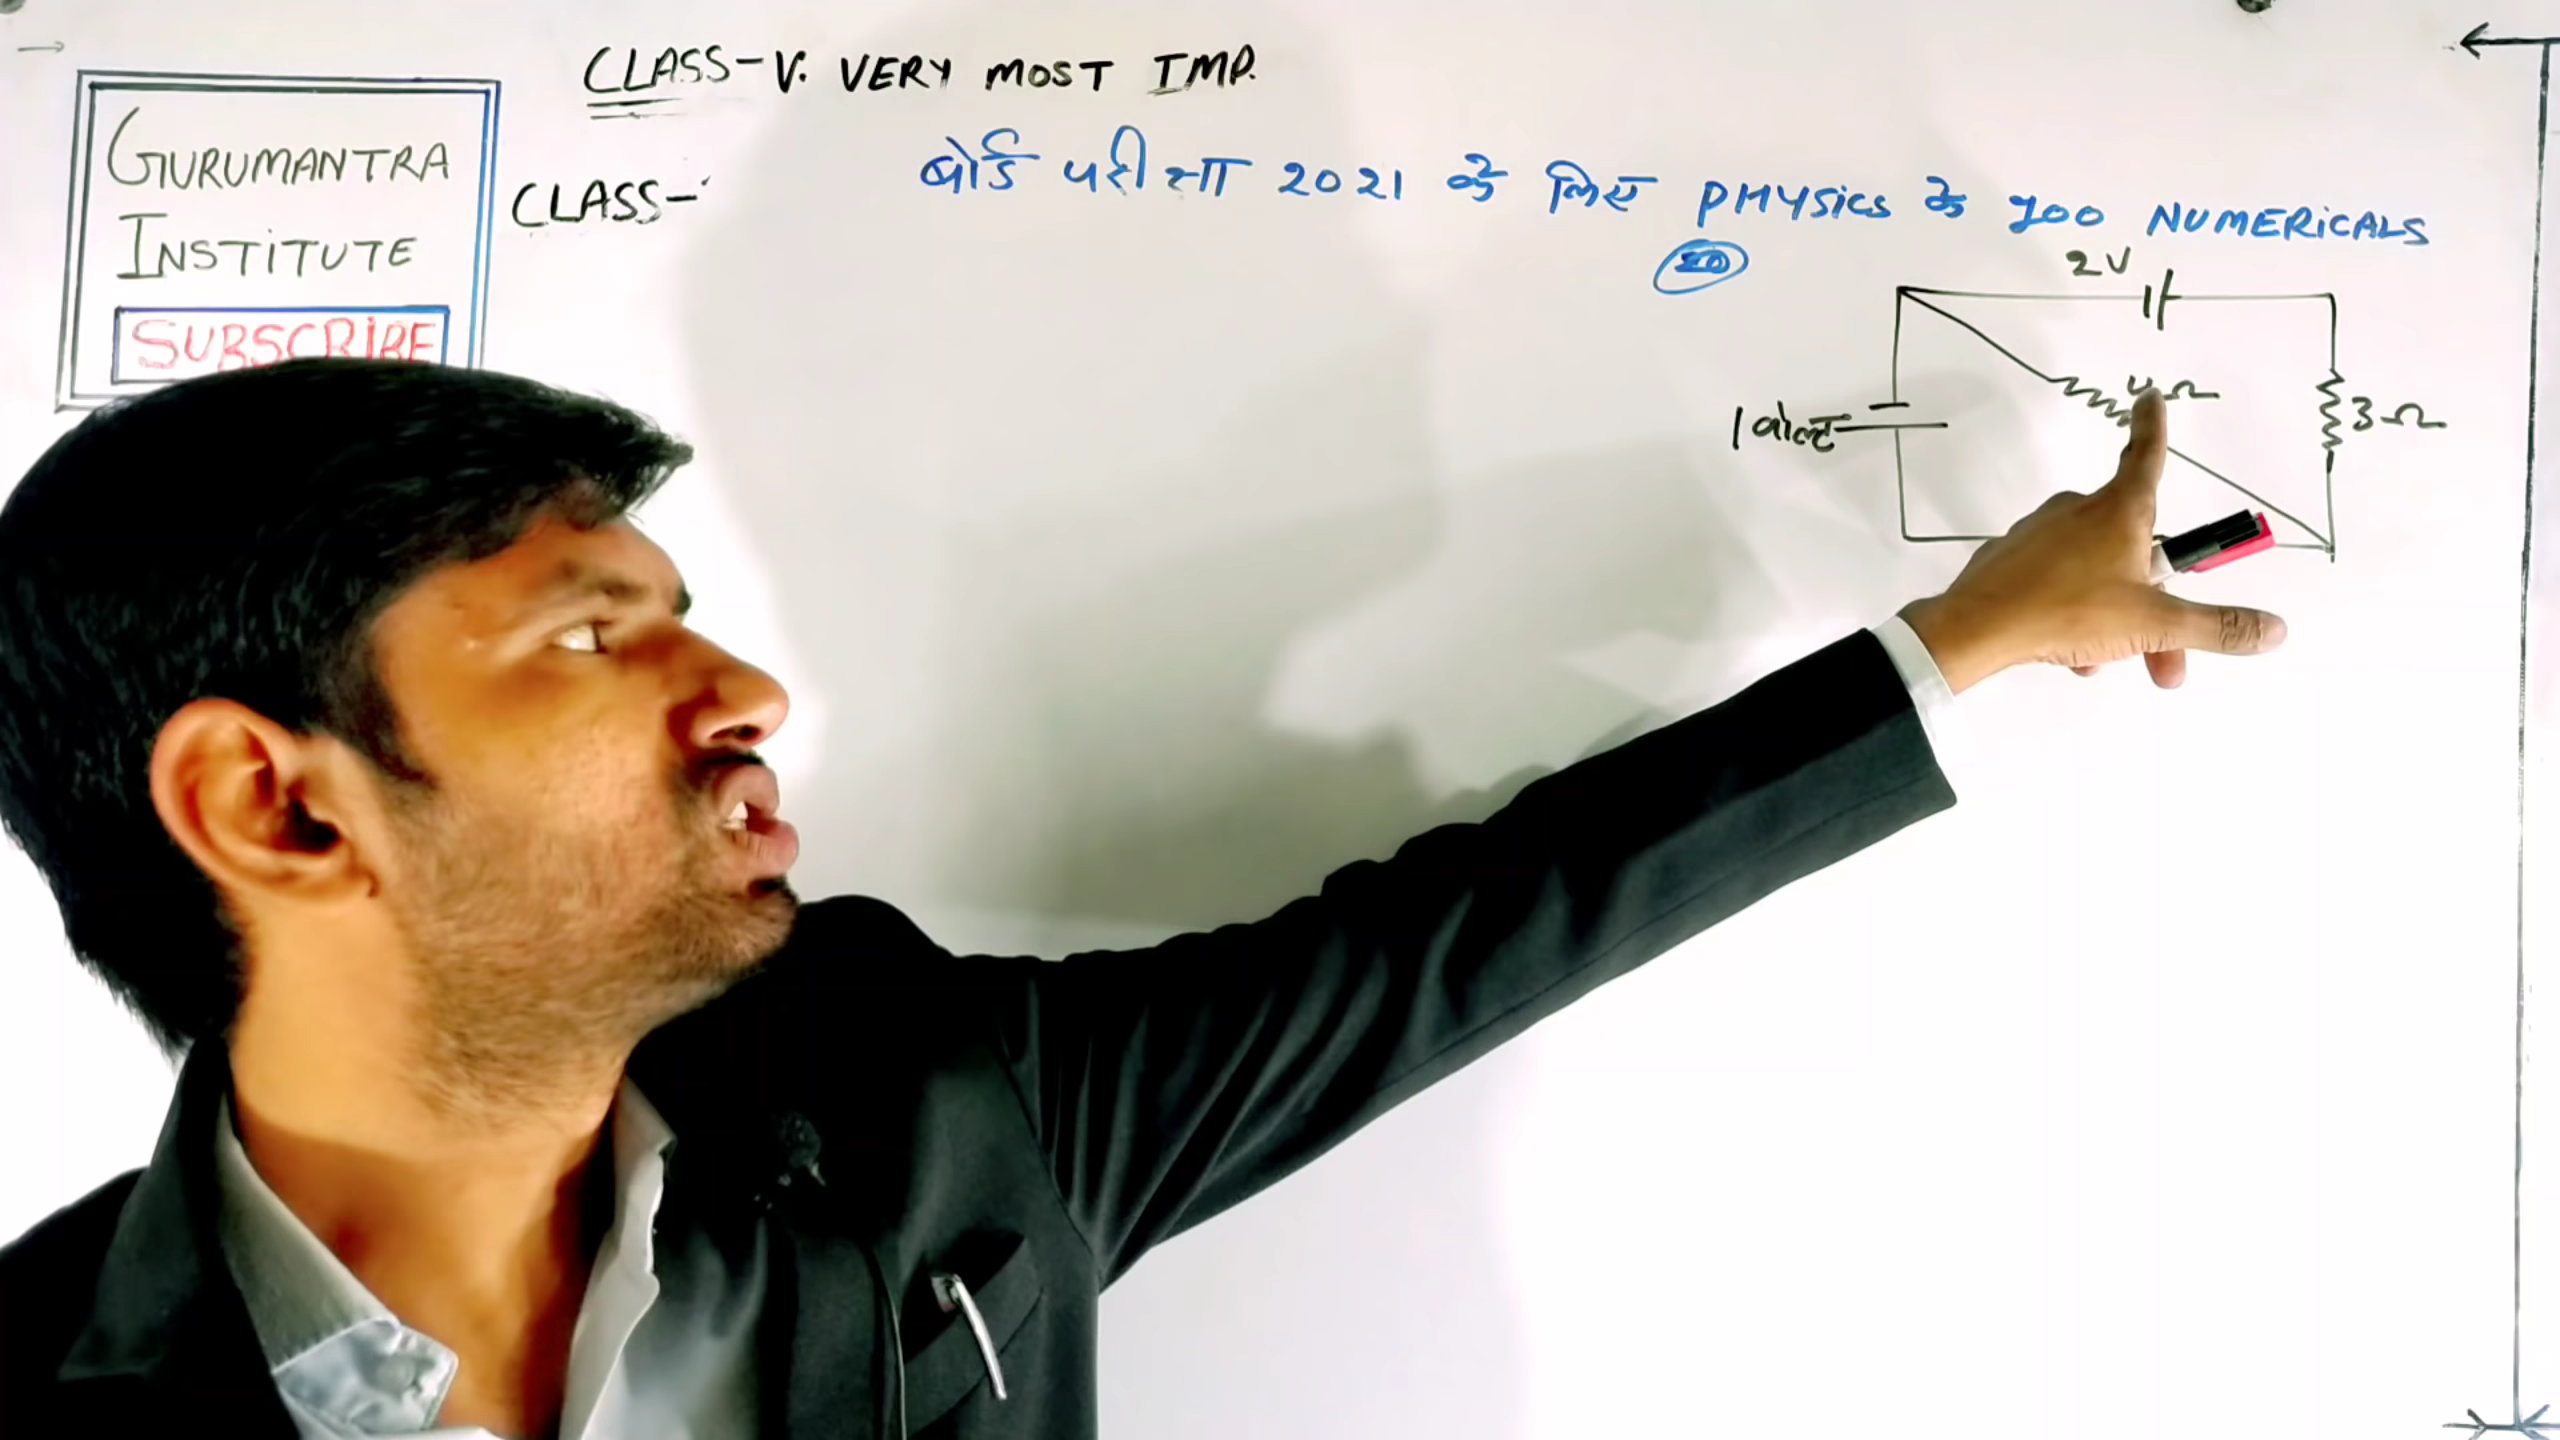 CLASS-V. VERY MOST IMP.
GURUMANTRA
INSTITUTE
SUBSCRIBE
CLASS-
बोर्ड परीक्षा 2021 के लिए PHYSICS के 700 NUMERICALS
2V
Ω
3Ω
1 वोल्ट